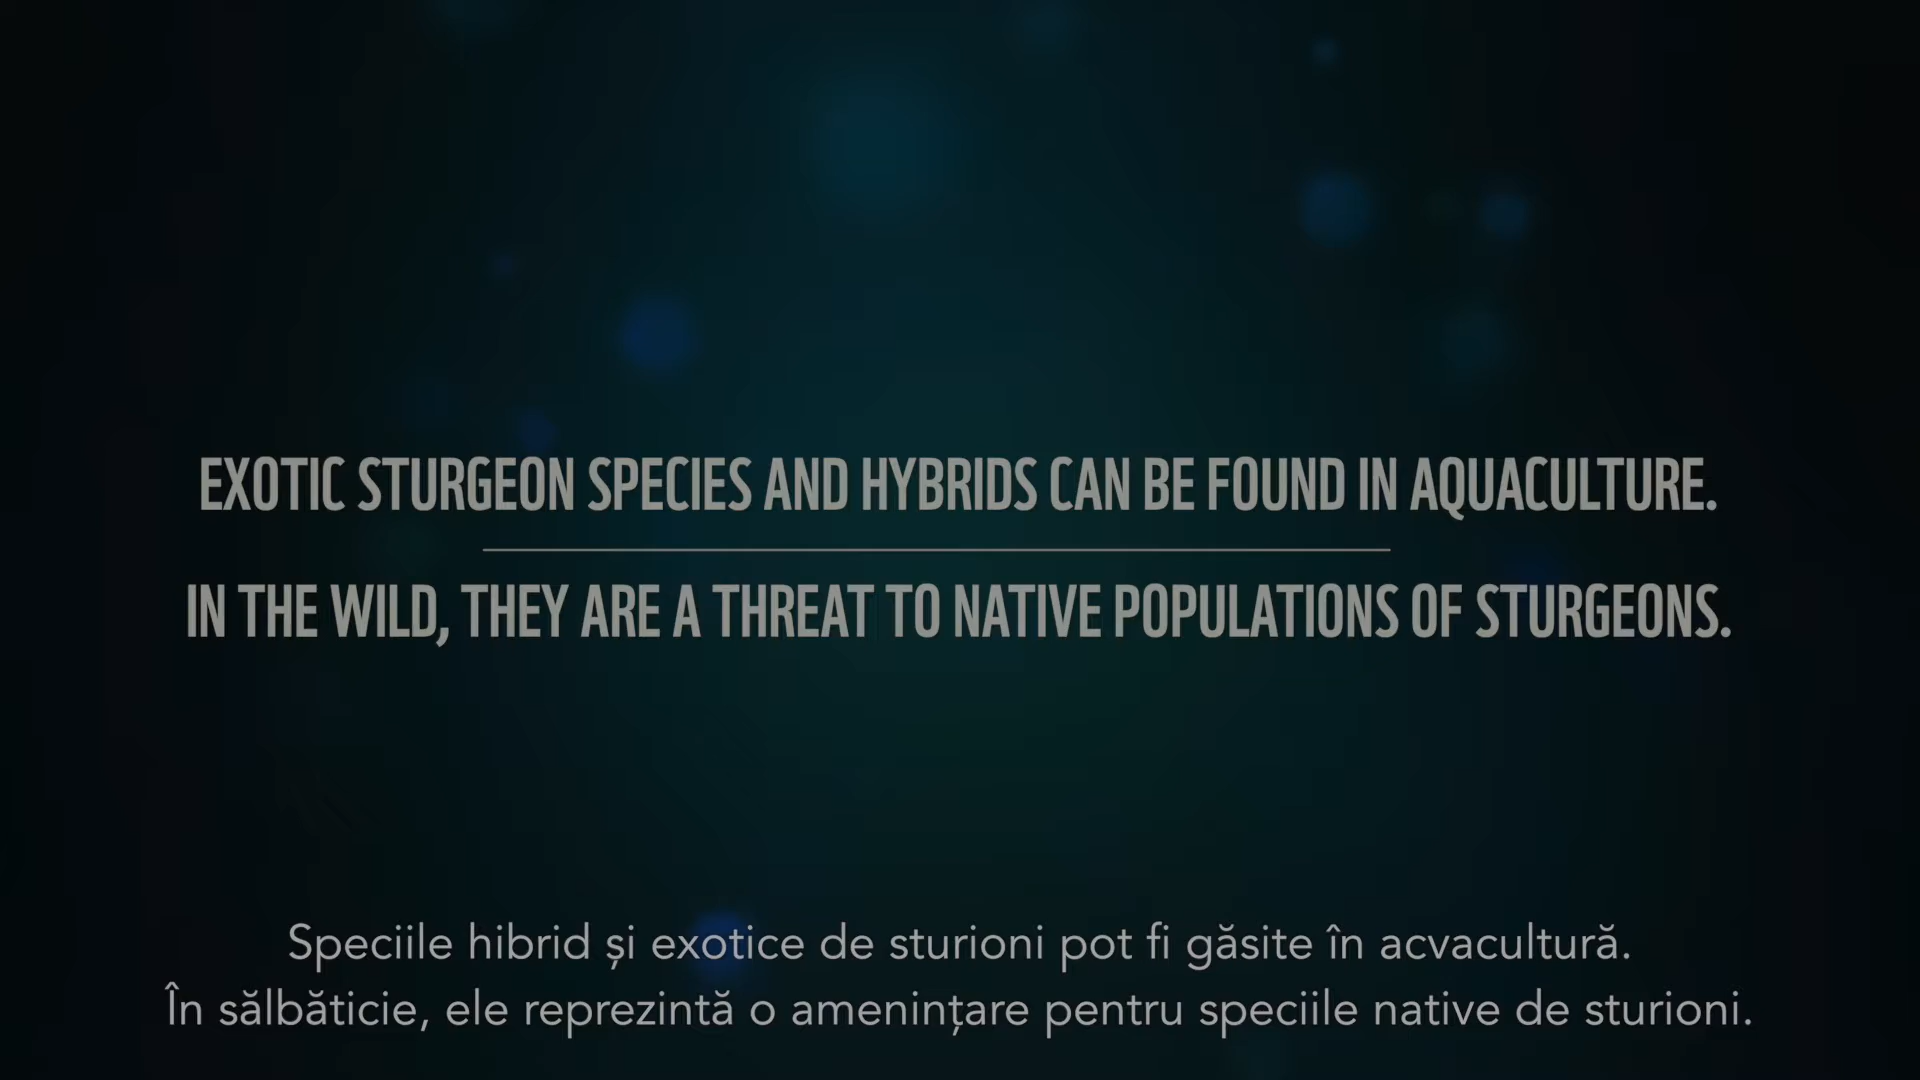 EXOTIC STURGEON SPECIES AND HYBRIDS CAN BE FOUND IN AQUACULTURE.
IN THE WILD, THEY ARE A THREAT TO NATIVE POPULATIONS OF STURGEONS.
Speciile hibrid și exotice de sturioni pot fi găsite în acvacultură.
În sălbăticie, ele reprezintă o amenințare pentru speciile native de sturioni.